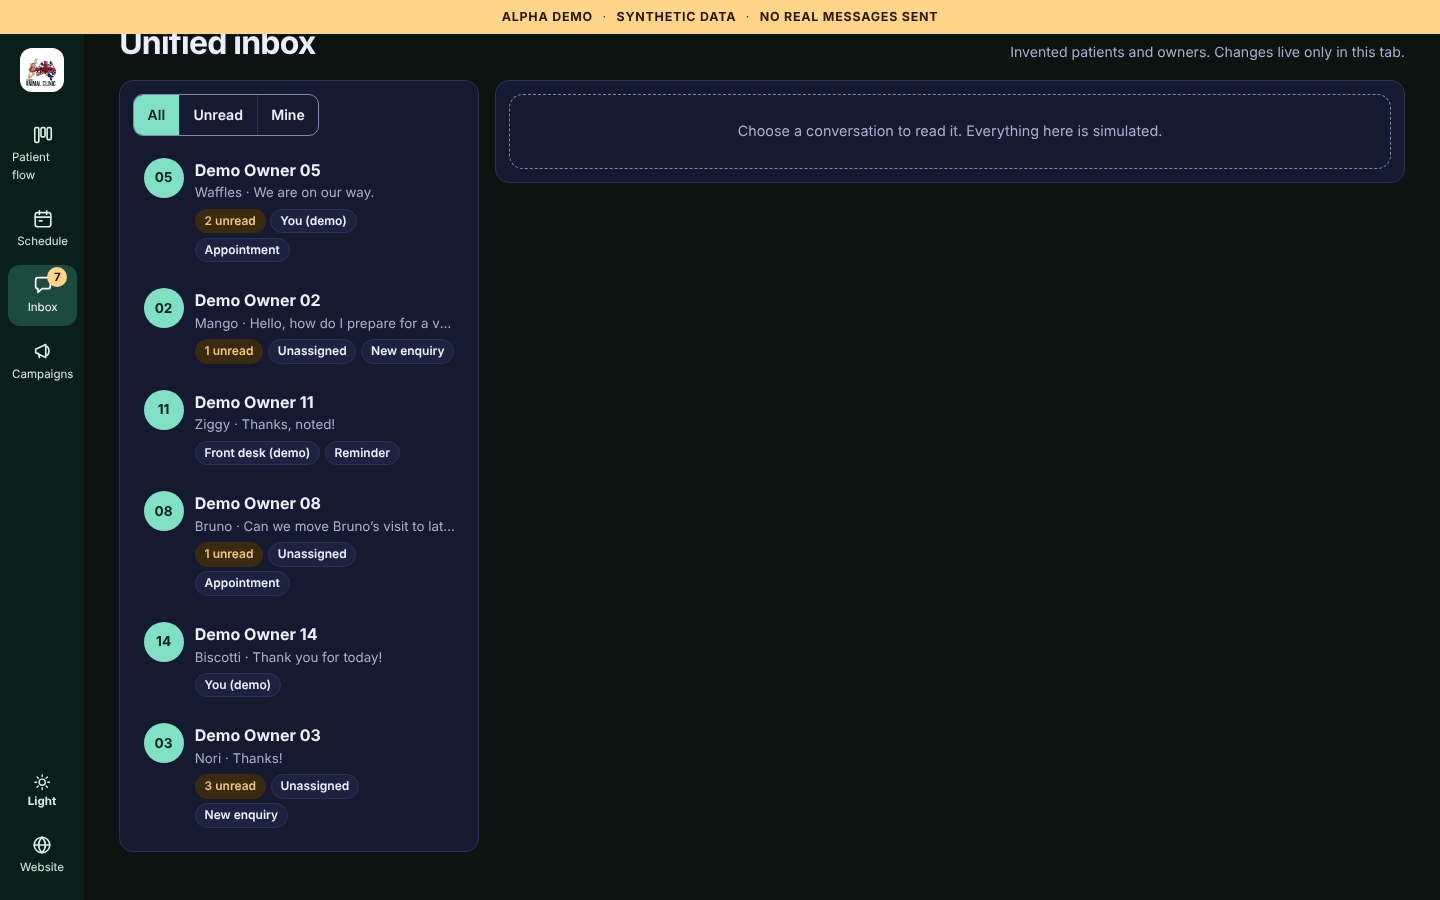 ALPHA DEMO · SYNTHETIC DATA · NO REAL MESSAGES SENT
Unified inbox
Invented patients and owners. Changes live only in this tab.
ANIMAL CLINIC
Patient
flow
Schedule
7
Inbox
Campaigns
Light
Website
All
Unread
Mine
05
Demo Owner 05
Waffles · We are on our way.
2 unread
You (demo)
Appointment
02
Demo Owner 02
Mango · Hello, how do I prepare for a v...
1 unread
Unassigned
New enquiry
11
Demo Owner 11
Ziggy · Thanks, noted!
Front desk (demo)
Reminder
08
Demo Owner 08
Bruno · Can we move Bruno’s visit to lat...
1 unread
Unassigned
Appointment
14
Demo Owner 14
Biscotti · Thank you for today!
You (demo)
03
Demo Owner 03
Nori · Thanks!
3 unread
Unassigned
New enquiry
Choose a conversation to read it. Everything here is simulated.